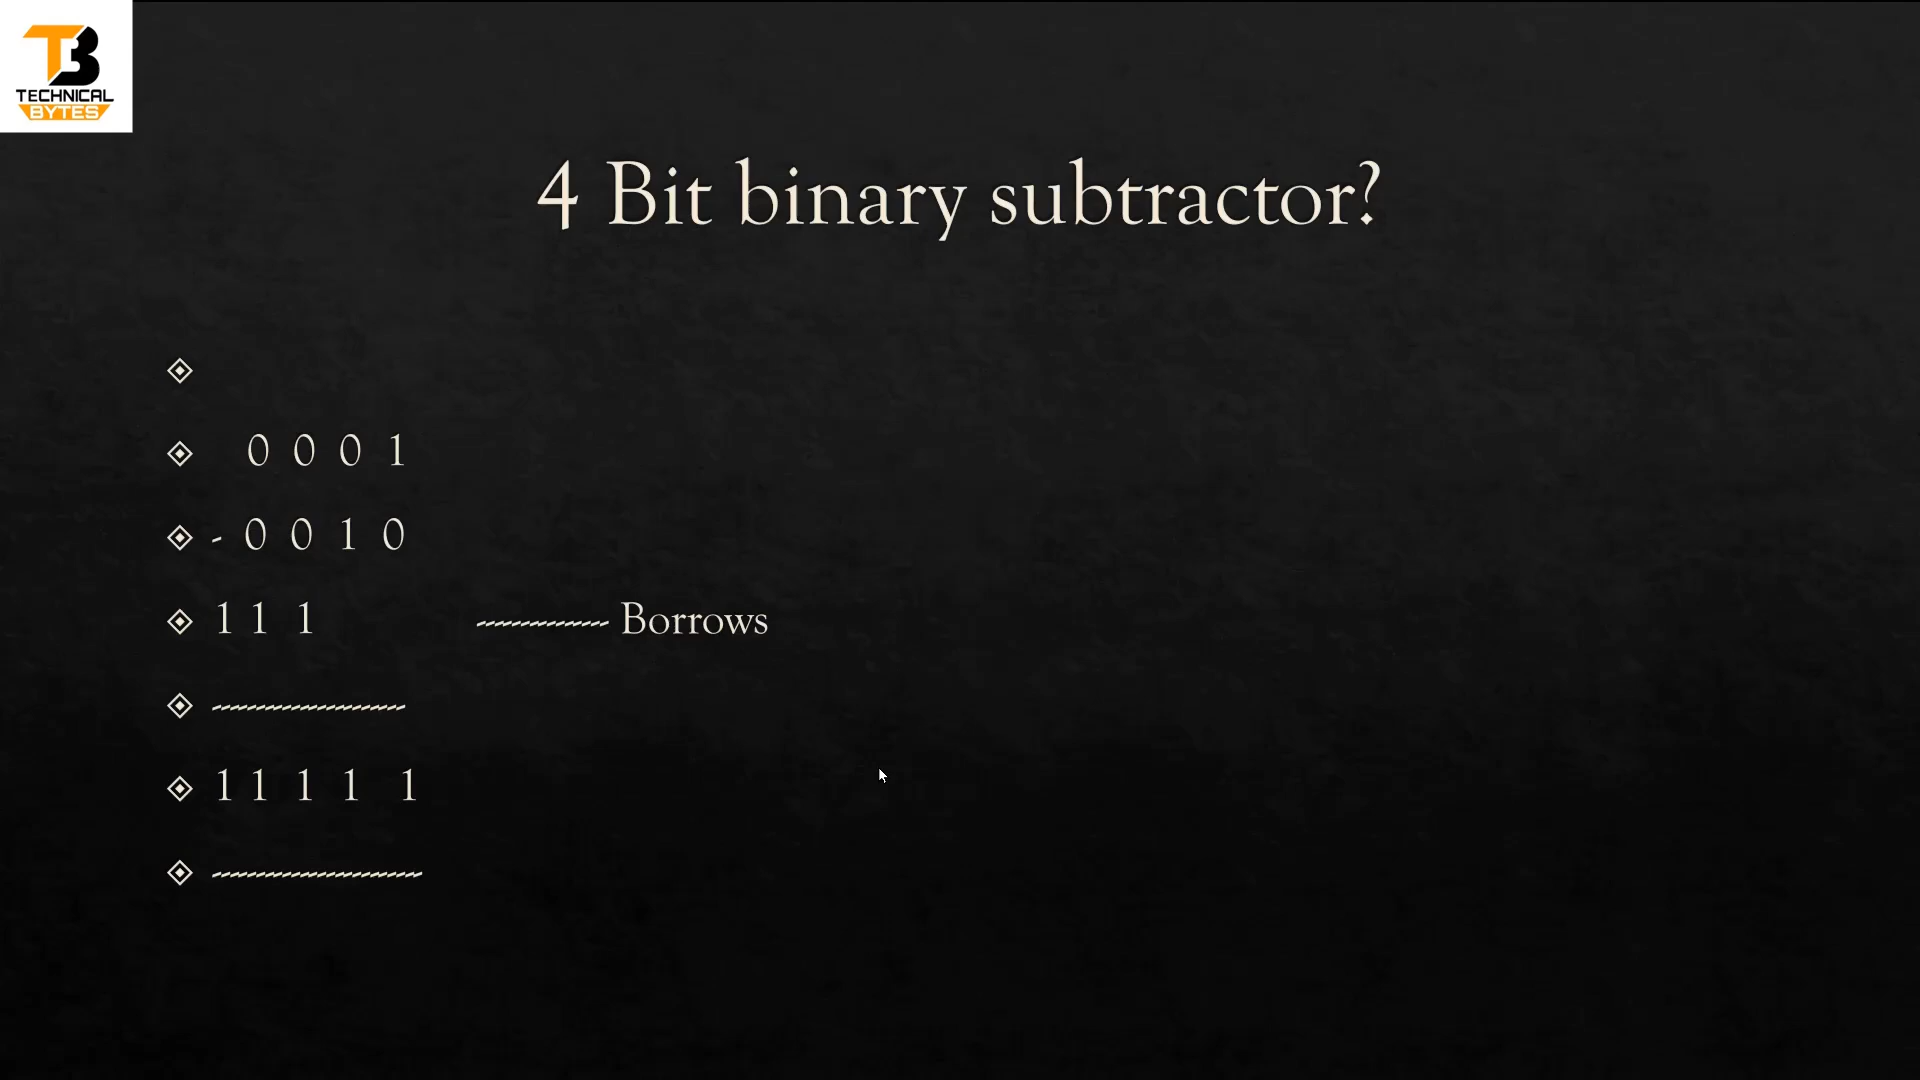 TB
TECHNICAL
BYTES
4 Bit binary subtractor?
0 0 0 1
- 0 0 1 0
1 1 1 --------------- Borrows
----------------------
1 1 1 1 1
------------------------